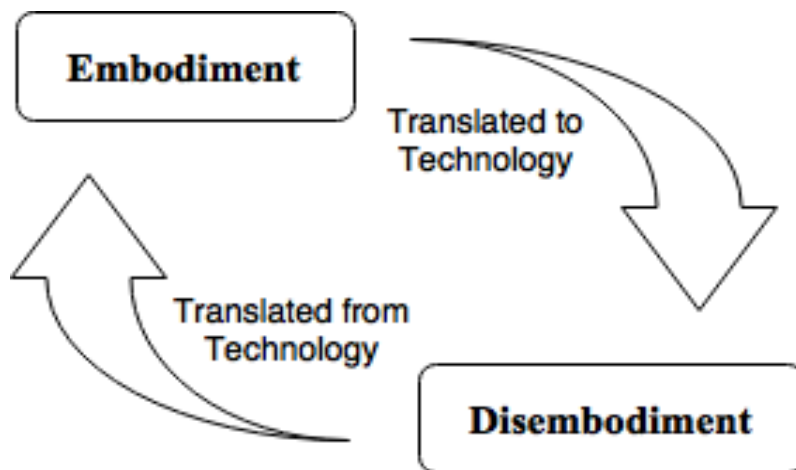 Embodiment
Translated to
Technology
Translated from
Technology
Disembodiment